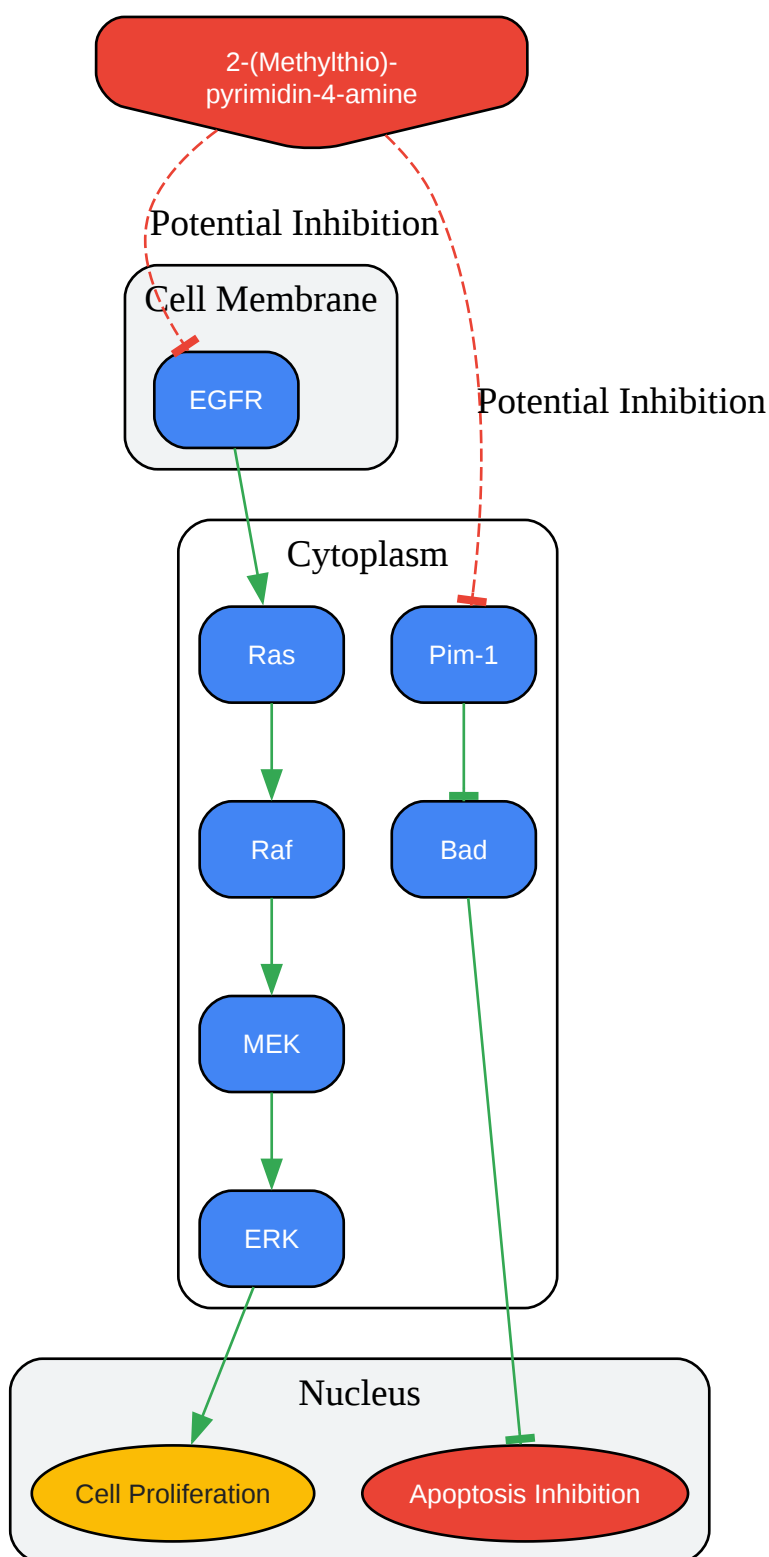 2-(Methylthio)-
pyrimidin-4-amine
Potential Inhibition
Cell Membrane
EGFR
Potential Inhibition
Cytoplasm
Ras
Pim-1
Raf
Bad
MEK
ERK
Nucleus
Cell Proliferation
Apoptosis Inhibition